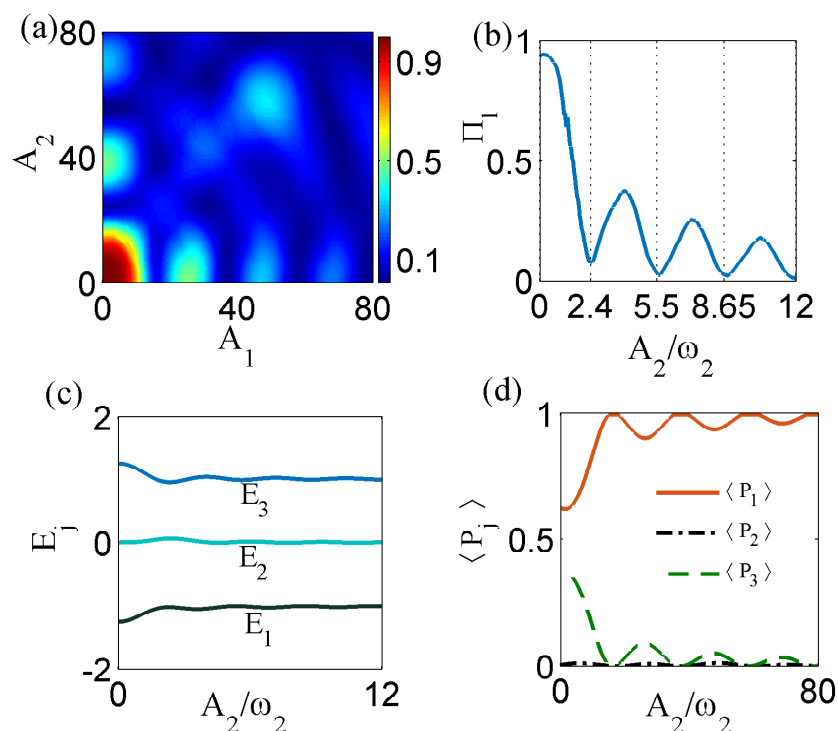 (a)
80
40
0
A₂
0
40
80
A₁
0.9
0.5
0.1
(b)
1
0.5
0
Π₁
0 2.4 5.5 8.65 12
A₂/ω₂
(c)
2
0
-2
Eⱼ
E₃
E₂
E₁
0
12
A₂/ω₂
(d)
1
0.5
0
⟨Pⱼ⟩
⟨P₁⟩
⟨P₂⟩
⟨P₃⟩
0 40 80
A₂/ω₂